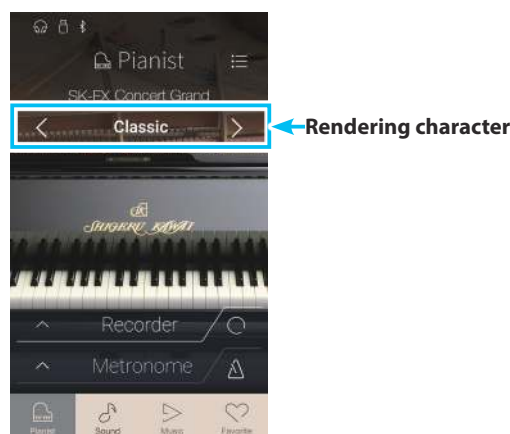 Pianist
SK-EX Concert Grand
Classic
Rendering character
SHIGERU KAWAI
Recorder
Metronome
Pianist
Sound
Music
Favorite